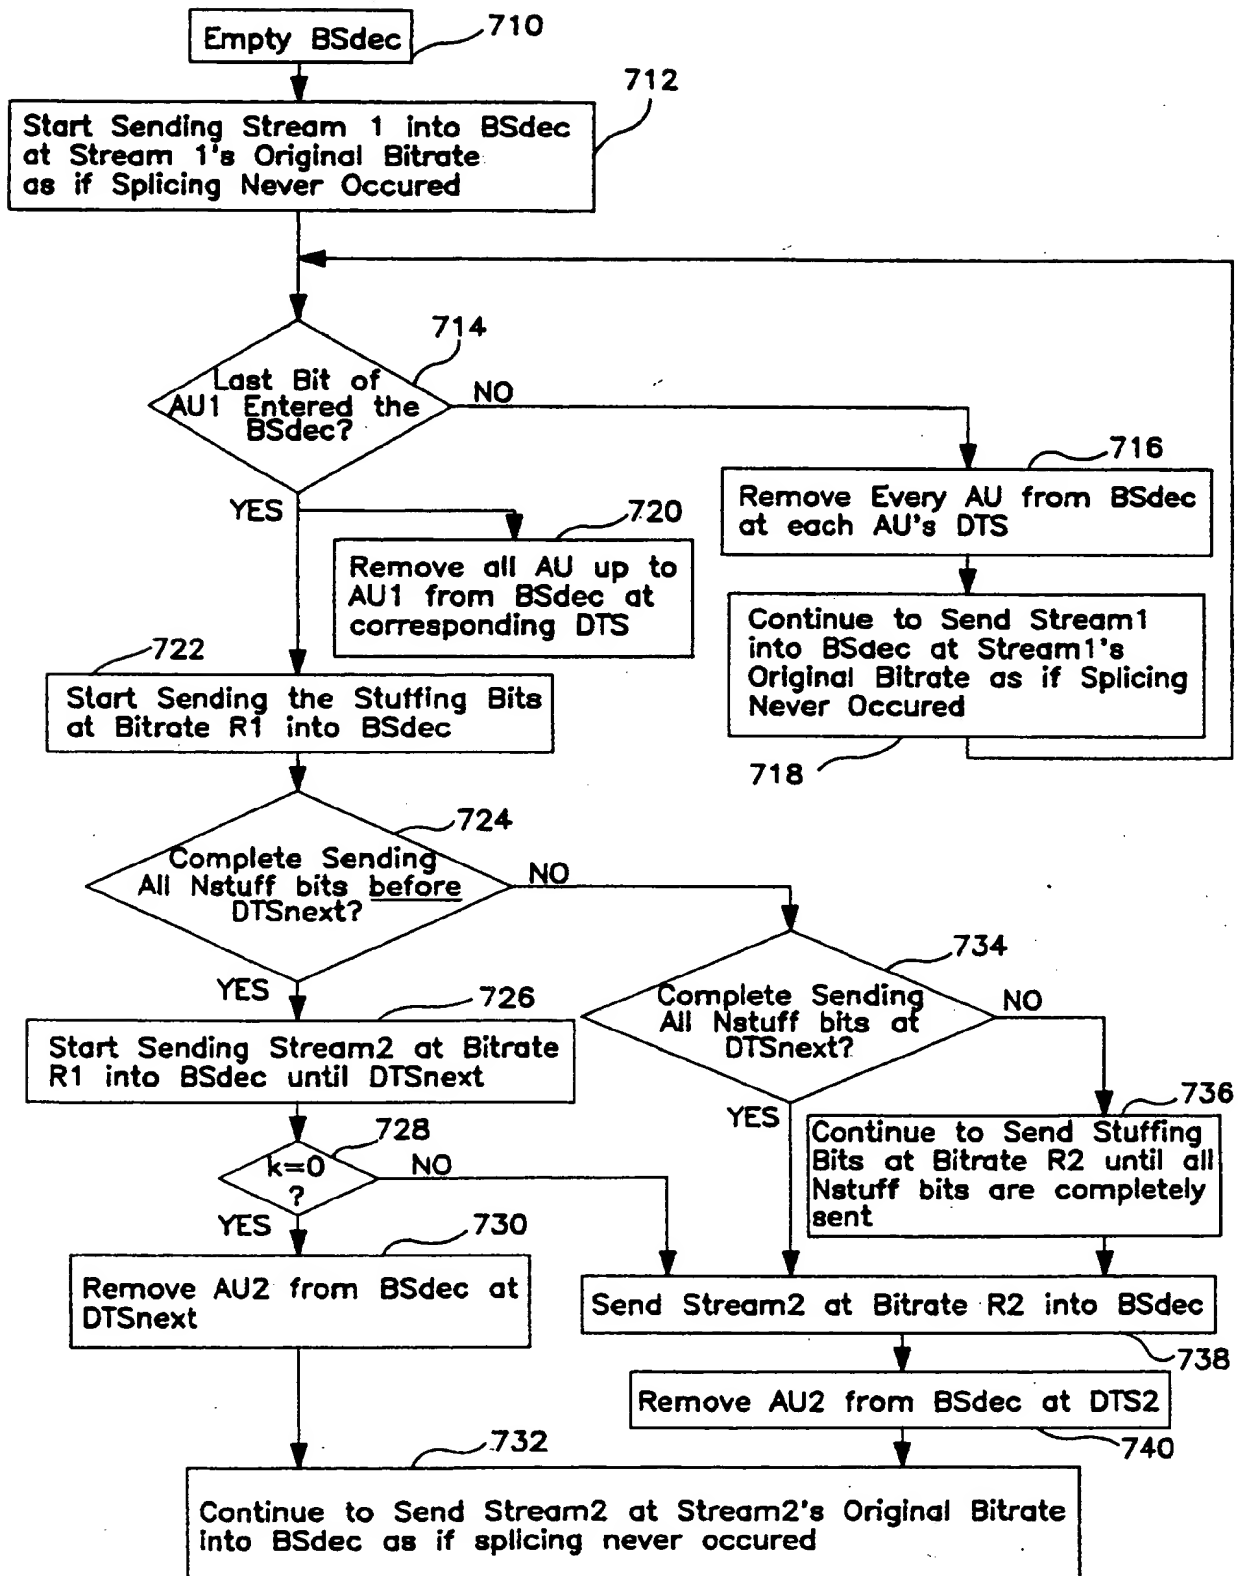 Empty BSdec
710
712
Start Sending Stream 1 into BSdec
at Stream 1's Original Bitrate
as if Splicing Never Occured
714
Last Bit of
AU1 Entered the
BSdec?
NO
YES
716
Remove Every AU from BSdec
at each AU's DTS
720
Remove all AU up to
AU1 from BSdec at
corresponding DTS
Continue to Send Stream1
into BSdec at Stream1's
Original Bitrate as if Splicing
Never Occured
718
722
Start Sending the Stuffing Bits
at Bitrate R1 into BSdec
724
Complete Sending
All Nstuff bits before
DTSnext?
NO
YES
734
Complete Sending
All Nstuff bits at
DTSnext?
NO
YES
726
Start Sending Stream2 at Bitrate
R1 into BSdec until DTSnext
736
Continue to Send Stuffing
Bits at Bitrate R2 until all
Nstuff bits are completely
sent
728
k=0
?
NO
YES
730
Remove AU2 from BSdec at
DTSnext
Send Stream2 at Bitrate R2 into BSdec
738
Remove AU2 from BSdec at DTS2
740
732
Continue to Send Stream2 at Stream2's Original Bitrate
into BSdec as if splicing never occured